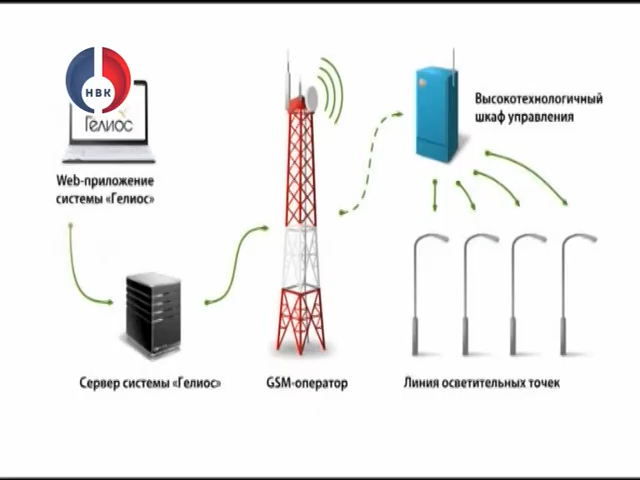 НВК
Гелиос
Высокотехнологичный
шкаф управления
Web-приложение
системы «Гелиос»
Сервер системы «Гелиос»
GSM-оператор
Линия осветительных точек